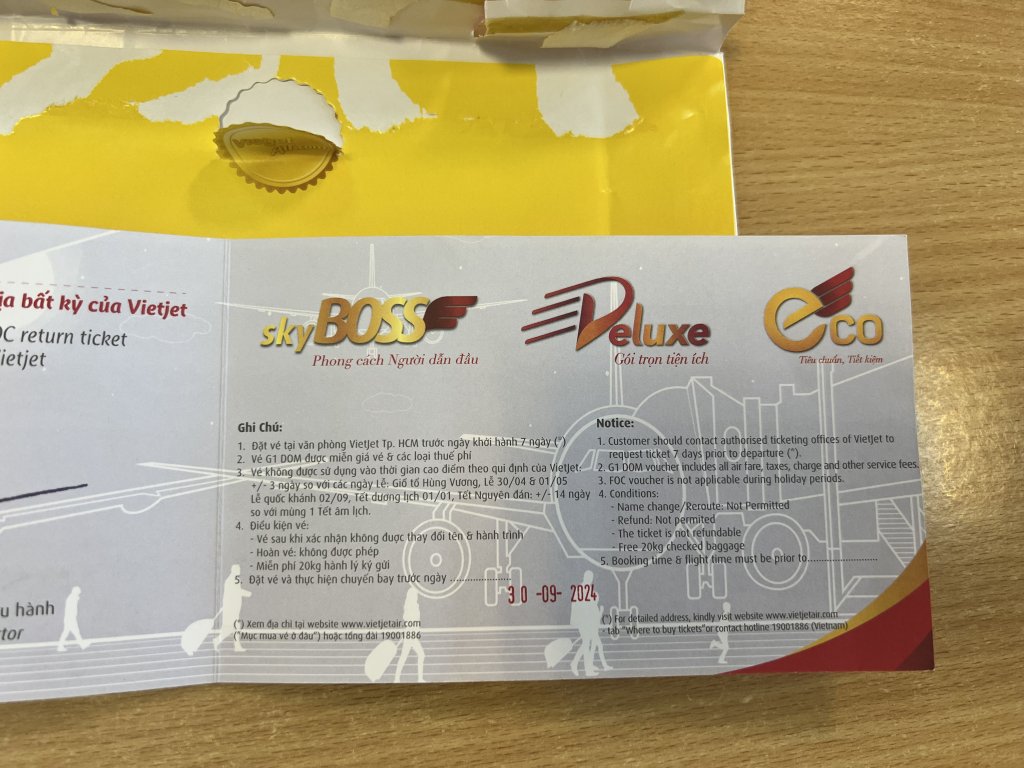 ịa bất kỳ của Vietjet
OC return ticket
ietjet
u hành
tor
skyBOSS
Phong cách Người dẫn đầu
Deluxe
Gói trọn tiện ích
eco
Tiêu chuẩn, Tiết kiệm
Ghi Chú:
1. Đặt vé tại văn phòng VietJet Tp. HCM trước ngày khởi hành 7 ngày (*)
2. Vé G1 DOM được miễn giá vé & các loại thuế phí
3. Vé không được sử dụng vào thời gian cao điểm theo qui định của VietJet:
+/- 3 ngày so với các ngày Lễ: Giỗ tổ Hùng Vương, Lễ 30/04 & 01/05
Lễ quốc khánh 02/09, Tết dương lịch 01/01, Tết Nguyên đán: +/- 14 ngày
so với mùng 1 Tết âm lịch.
4. Điều kiện vé:
- Vé sau khi xác nhận không được thay đổi tên & hành trình
- Hoàn vé: không được phép
- Miễn phí 20kg hành lý ký gửi
5. Đặt vé và thực hiện chuyến bay trước ngày ......................
30 -09- 2024
(*) Xem địa chỉ tại website www.vietjetair.com
("Mục mua vé ở đâu") hoặc tổng đài 19001886
Notice:
1. Customer should contact authorised ticketing offices of VietJet to
request ticket 7 days prior to departure (*).
2. G1 DOM voucher includes all air fare, taxes, charge and other service fees.
3. FOC voucher is not applicable during holiday periods.
4. Conditions:
- Name change/Reroute: Not Permitted
- Refund: Not permited
- The ticket is not refundable
- Free 20kg checked baggage
5. Booking time & flight time must be prior to.........................
(*) For detailed address, kindly visit website www.vietjetair.com
- tab "Where to buy tickets"or contact hotline 19001886 (Vietnam)